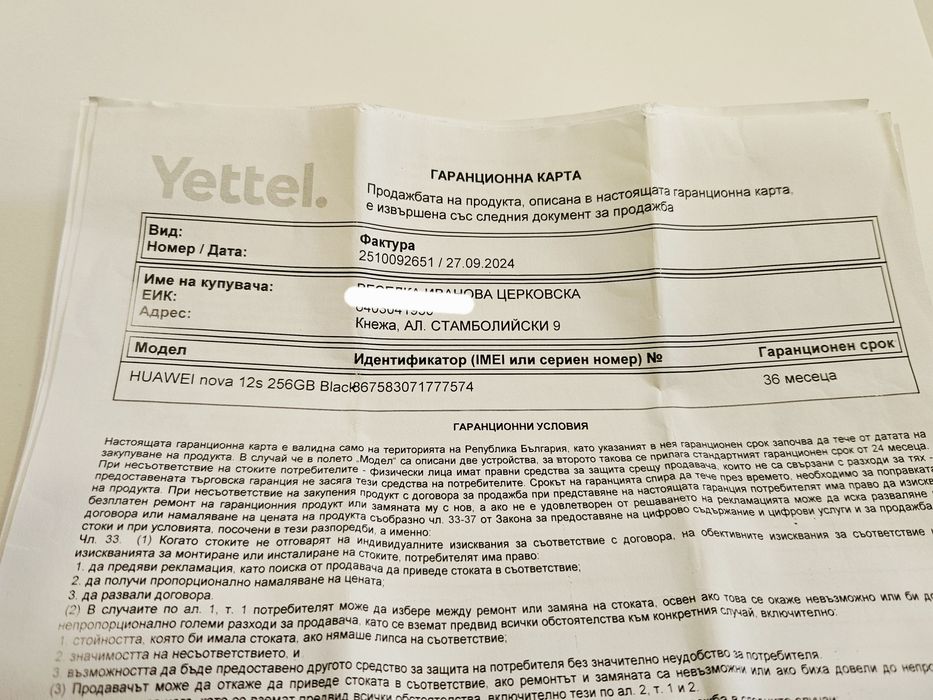 Yettel.
ГАРАНЦИОННА КАРТА
Продажбата на продукта, описана в настоящата гаранционна карта,
е извършена със следния документ за продажба
Вид: Фактура
Номер / Дата: 2510092651 / 27.09.2024
Име на купувача: ИВАНОВА ЦЕРКОВСКА
ЕИК:
Адрес: Кнежа, АЛ. СТАМБОЛИЙСКИ 9
Модел Идентификатор (IMEI или сериен номер) № Гаранционен срок
HUAWEI nova 12s 256GB Black 867583071777574 36 месеца
ГАРАНЦИОННИ УСЛОВИЯ
Настоящата гаранционна карта е валидна само на територията на Република България, като указаният в нея гаранционен срок започва да тече от датата на
закупуване на продукта. В случай че в полето „Модел" са описани две устройства, за второто такова се прилага стандартният гаранционен срок от 24 месеца.
При несъответствие на стоките потребителите - физически лица имат правни средства за защита срещу продавача, които не са свързани с разходи за тях -
предоставената търговска гаранция не засяга тези средства на потребителите. Срокът на гаранцията спира да тече през времето, необходимо за поправката
на продукта. При несъответствие на закупения продукт с договора за продажба при представяне на настоящата гаранция потребителят има право да изиска
безплатен ремонт на гаранционния продукт или замяната му с нов, а ако не е удовлетворен от решаването на рекламацията може да иска разваляне
договора или намаляване на цената на продукта съобразно чл. 33-37 от Закона за предоставяне на цифрово съдържание и цифрови услуги и за продажба
стоки и при условията, посочени в тези разпоредби, а именно:
Чл. 33. (1) Когато стоките не отговарят на индивидуалните изисквания за съответствие с договора, на обективните изисквания за съответствие
изискванията за монтиране или инсталиране на стоките, потребителят има право:
1. да предяви рекламация, като поиска от продавача да приведе стоката в съответствие;
2. да получи пропорционално намаляване на цената;
3. да развали договора.
(2) В случаите по ал. 1, т. 1 потребителят може да избере между ремонт или замяна на стоката, освен ако това се окаже невъзможно или би
непропорционално големи разходи за продавача, като се вземат предвид всички обстоятелства към конкретния случай, включително:
1. стойността, която би имала стоката, ако нямаше липса на съответствие;
2. значимостта на несъответствието, и
3. възможността да бъде предоставено другото средство за защита на потребителя без значително неудобство за потребителя.
(3) Продавачът може да откаже да приведе стоката в съответствие, ако ремонтът и замяната са невъзможни или ако биха довели до
вземат предвид всички обстоятелства, включително тези по ал. 2, т. 1 и 2.